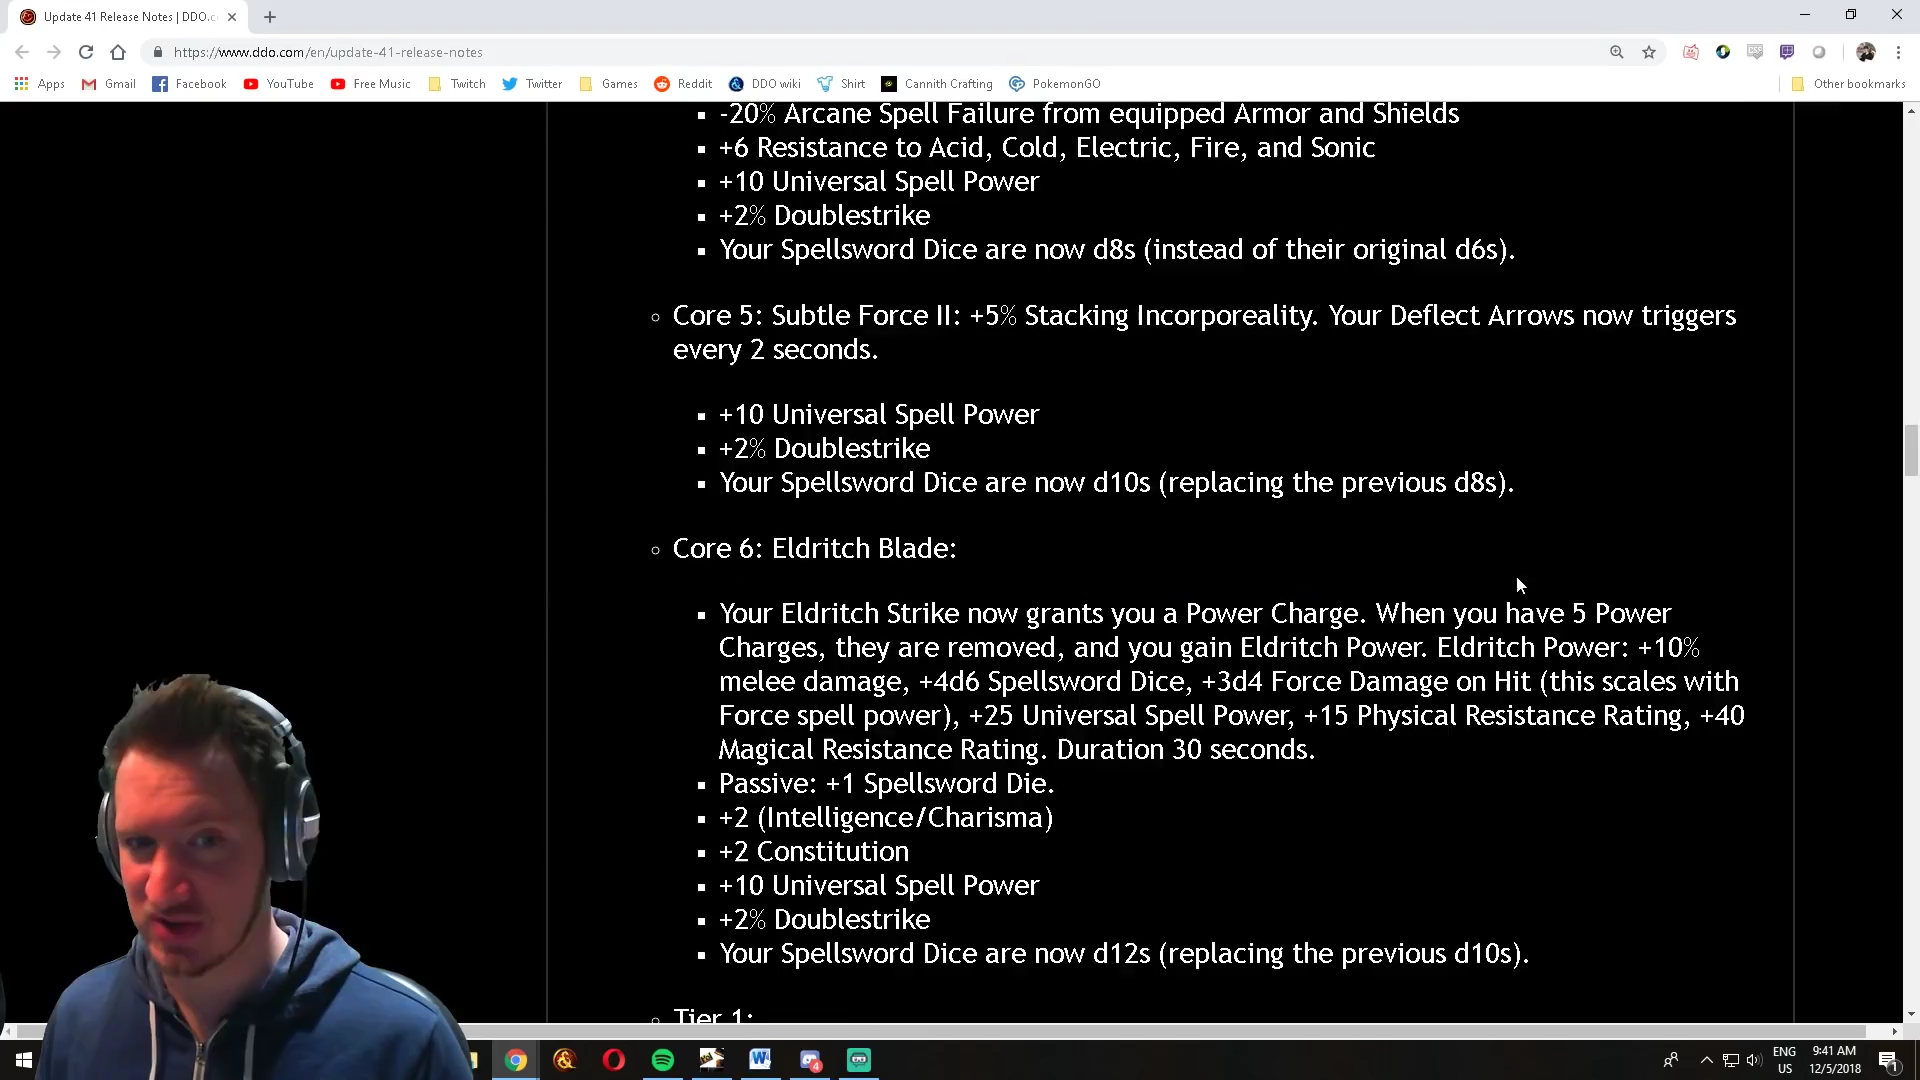 Update 41 Release Notes | DDO.c
https://www.ddo.com/en/update-41-release-notes
Apps Gmail Facebook YouTube Free Music Twitch Twitter Games Reddit DDO wiki Shirt Cannith Crafting PokemonGO Other bookmarks
-20% Arcane Spell Failure from equipped Armor and Shields
+6 Resistance to Acid, Cold, Electric, Fire, and Sonic
+10 Universal Spell Power
+2% Doublestrike
Your Spellsword Dice are now d8s (instead of their original d6s).
Core 5: Subtle Force II: +5% Stacking Incorporeality. Your Deflect Arrows now triggers
every 2 seconds.
+10 Universal Spell Power
+2% Doublestrike
Your Spellsword Dice are now d10s (replacing the previous d8s).
Core 6: Eldritch Blade:
Your Eldritch Strike now grants you a Power Charge. When you have 5 Power
Charges, they are removed, and you gain Eldritch Power. Eldritch Power: +10%
melee damage, +4d6 Spellsword Dice, +3d4 Force Damage on Hit (this scales with
Force spell power), +25 Universal Spell Power, +15 Physical Resistance Rating, +40
Magical Resistance Rating. Duration 30 seconds.
Passive: +1 Spellsword Die.
+2 (Intelligence/Charisma)
+2 Constitution
+10 Universal Spell Power
+2% Doublestrike
Your Spellsword Dice are now d12s (replacing the previous d10s).
Tier 1:
ENG
US
9:41 AM
12/5/2018
4
1